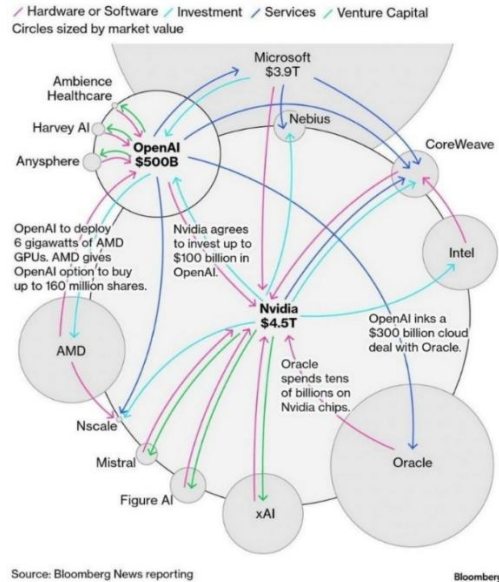 Hardware or Software Investment Services Venture Capital
Circles sized by market value
Microsoft
$3.9T
Ambience
Healthcare
Harvey AI
Anysphere
OpenAI
$500B
Nebius
CoreWeave
OpenAI to deploy
6 gigawatts of AMD
GPUs. AMD gives
OpenAI option to buy
up to 160 million shares.
Nvidia agrees
to invest up to
$100 billion in
OpenAI.
Intel
Nvidia
$4.5T
OpenAI inks a
$300 billion cloud
deal with Oracle.
AMD
Oracle
spends tens
of billions on
Nvidia chips.
Nscale
Mistral
Figure AI
xAI
Oracle
Source: Bloomberg News reporting
Bloomberg